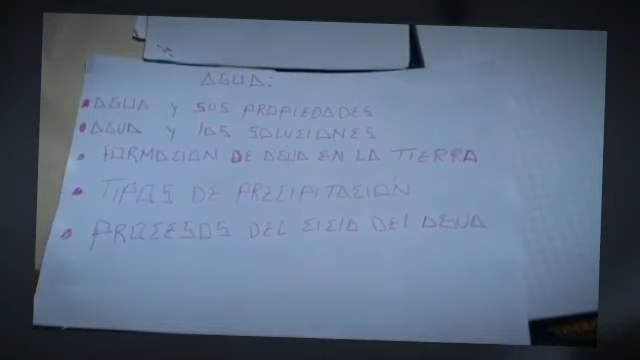 AGUA:
AGUA Y SUS PROPIEDADES
AGUA Y LAS SOLUCIONES
FORMACION DE AGUA EN LA TIERRA
TIPOS DE PRECIPITACION
PROCESOS DEL CICLO DEL AGUA